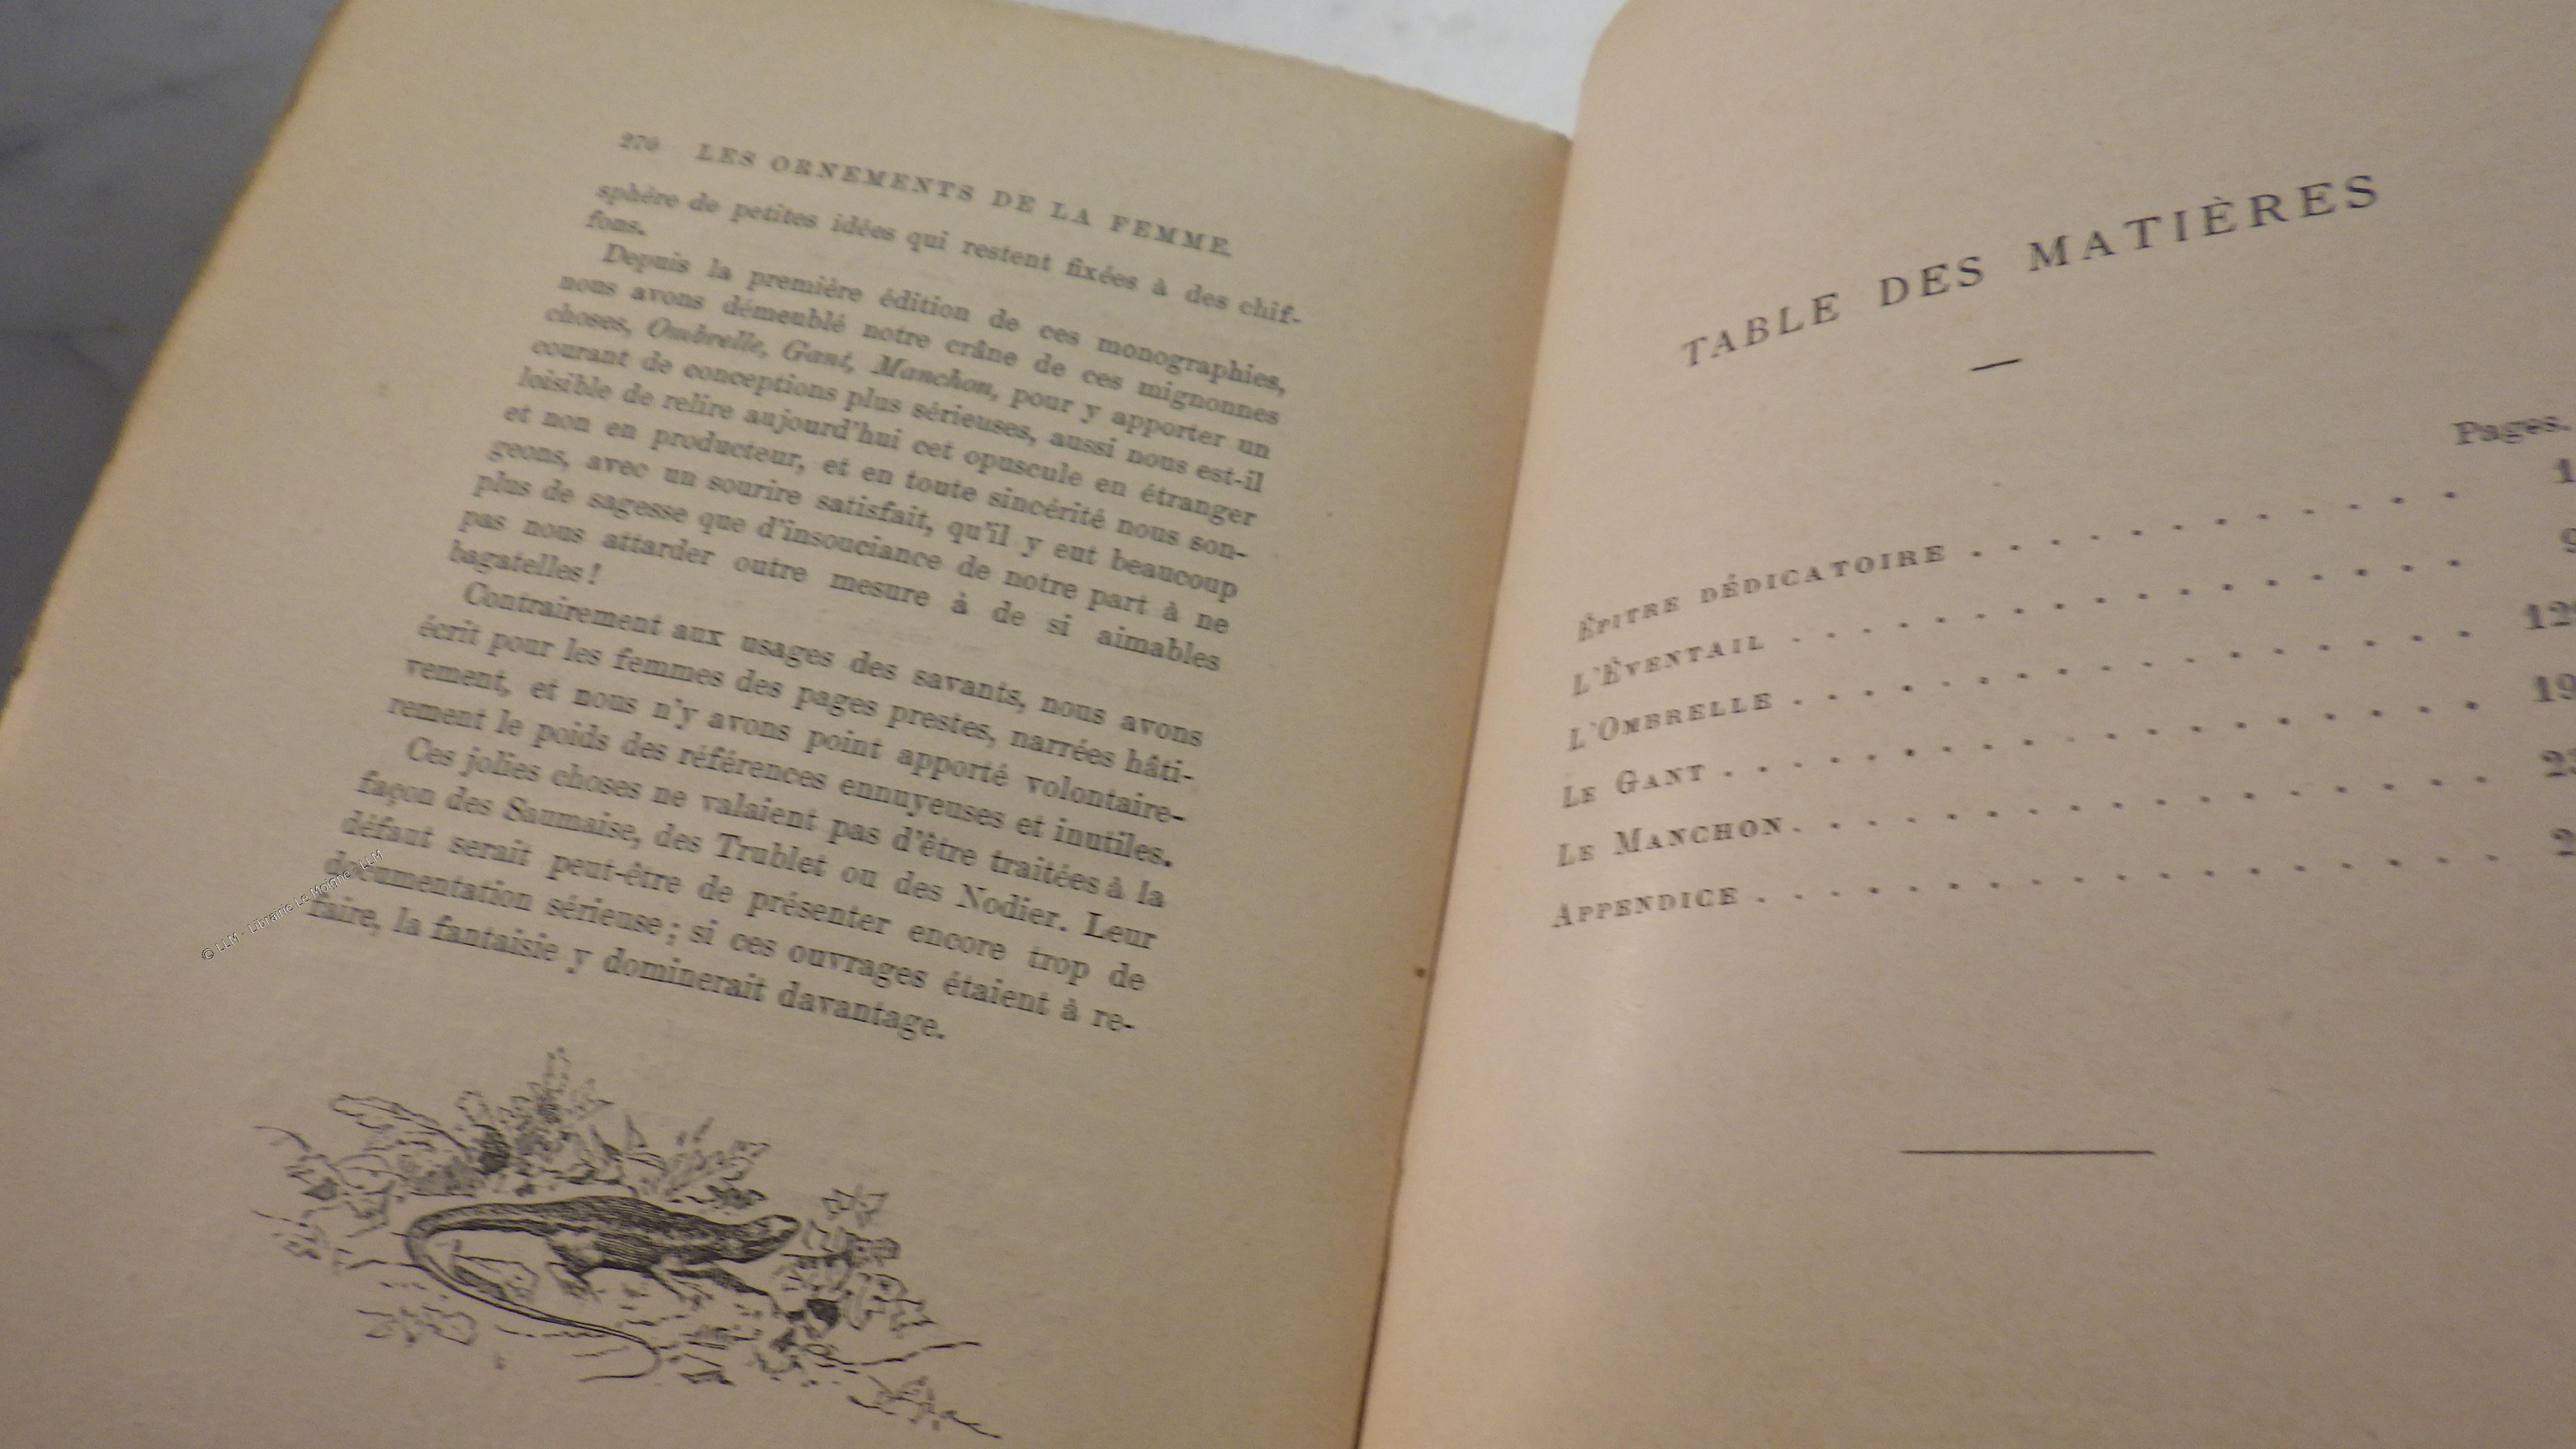 270 LES ORNEMENTS DE LA FEMME.
sphère de petites idées qui restent fixées à des chif-
fons.
Depuis la première édition de ces monographies,
nous avons démeublé notre crâne de ces mignonnes
choses, Ombrelle, Gant, Manchon, pour y apporter un
courant de conceptions plus sérieuses, aussi nous est-il
loisible de relire aujourd'hui cet opuscule en étranger
et non en producteur, et en toute sincérité nous son-
geons, avec un sourire satisfait, qu'il y eut beaucoup
plus de sagesse que d'insouciance de notre part à ne
pas nous attarder outre mesure à de si aimables
bagatelles !
Contrairement aux usages des savants, nous avons
écrit pour les femmes des pages prestes, narrées hâti-
vement, et nous n'y avons point apporté volontaire-
rement le poids des références ennuyeuses et inutiles.
Ces jolies choses ne valaient pas d'être traitées à la
façon des Saumaise, des Trublet ou des Nodier. Leur
défaut serait peut-être de présenter encore trop de
documentation sérieuse ; si ces ouvrages étaient à re-
faire, la fantaisie y dominerait davantage.
© LLM - Librairie Le Moigne - LLM
TABLE DES MATIÈRES
Pages.
ÉPITRE DÉDICATOIRE . . . . . . . . . . . . .
L'ÉVENTAIL . . . . . . . . . . . . . . . . . .
L'OMBRELLE . . . . . . . . . . . . . . . . . .
LE GANT . . . . . . . . . . . . . . . . . . . .
LE MANCHON . . . . . . . . . . . . . . . . . .
APPENDICE . . . . . . . . . . . . . . . . . . .